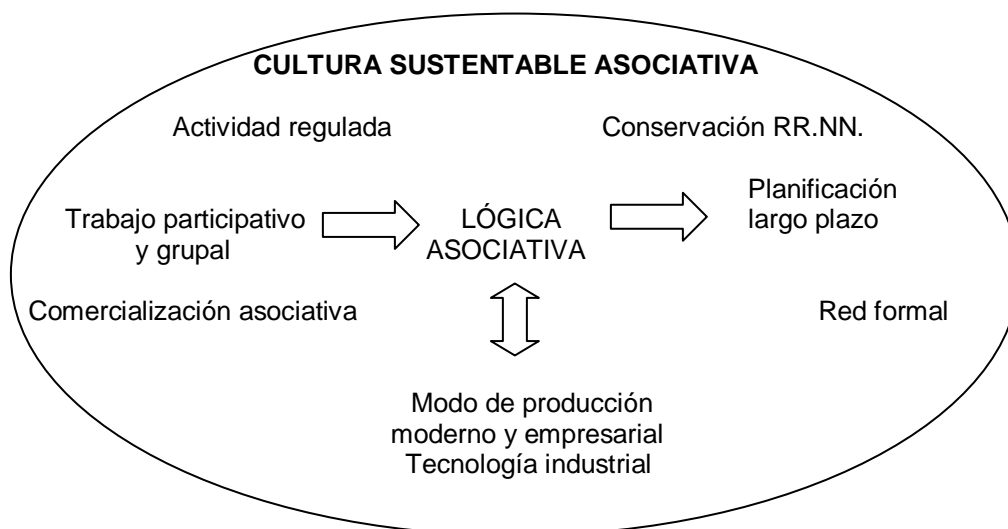 CULTURA SUSTENTABLE ASOCIATIVA
Actividad regulada
Conservación RR.NN.
Trabajo participativo
y grupal
LÓGICA
ASOCIATIVA
Planificación
largo plazo
Comercialización asociativa
Red formal
Modo de producción
moderno y empresarial
Tecnología industrial